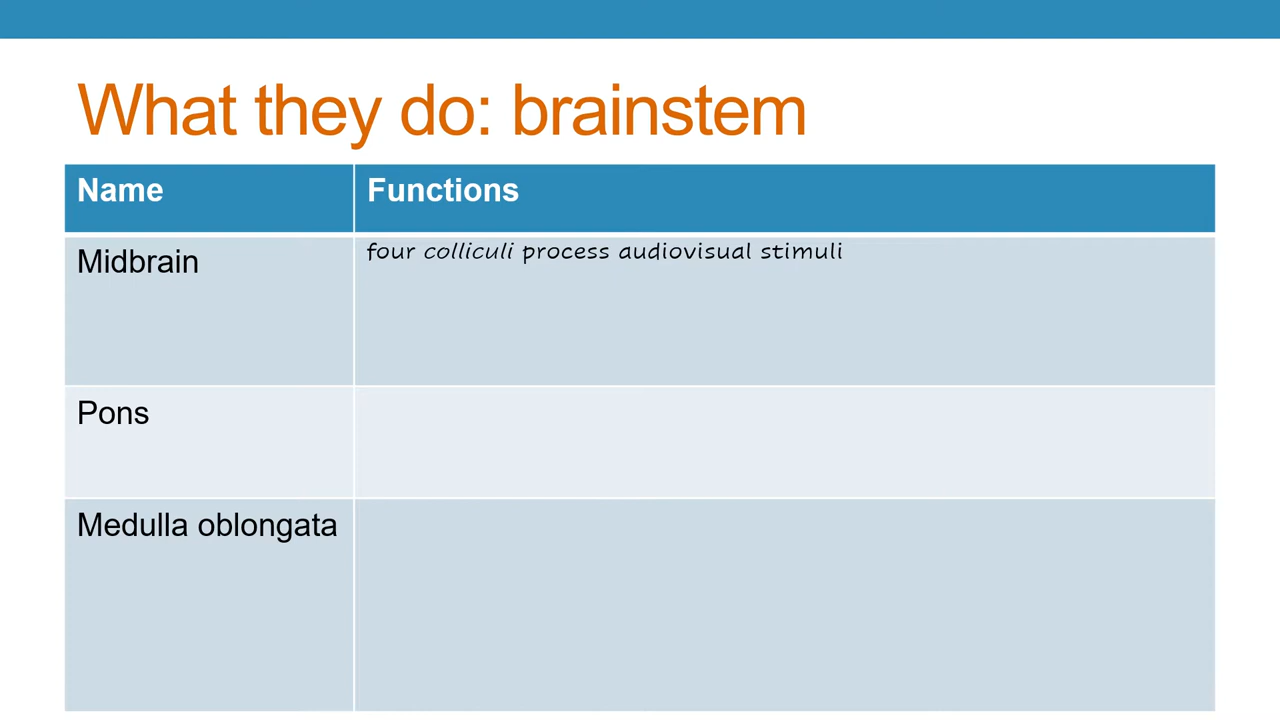 What they do: brainstem
Name
Functions
Midbrain
four colliculi process audiovisual stimuli
Pons
Medulla oblongata